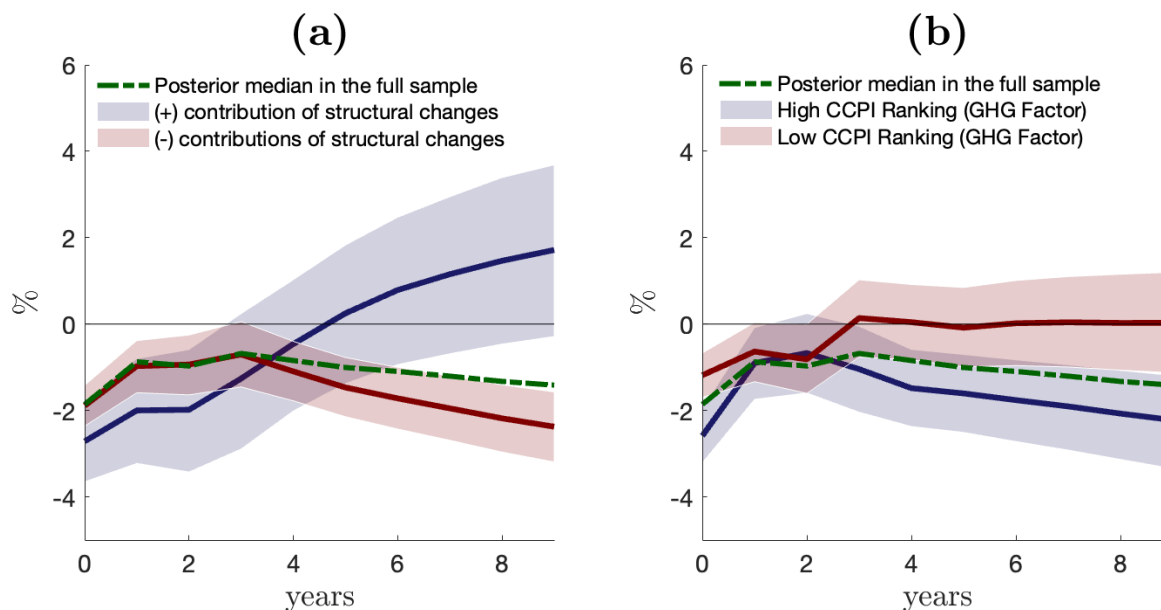 (a)
6
4
2
0
-2
-4
%
Posterior median in the full sample
(+) contribution of structural changes
(-) contributions of structural changes
0 2 4 6 8
years
(b)
6
4
2
0
-2
-4
%
Posterior median in the full sample
High CCPI Ranking (GHG Factor)
Low CCPI Ranking (GHG Factor)
0 2 4 6 8
years